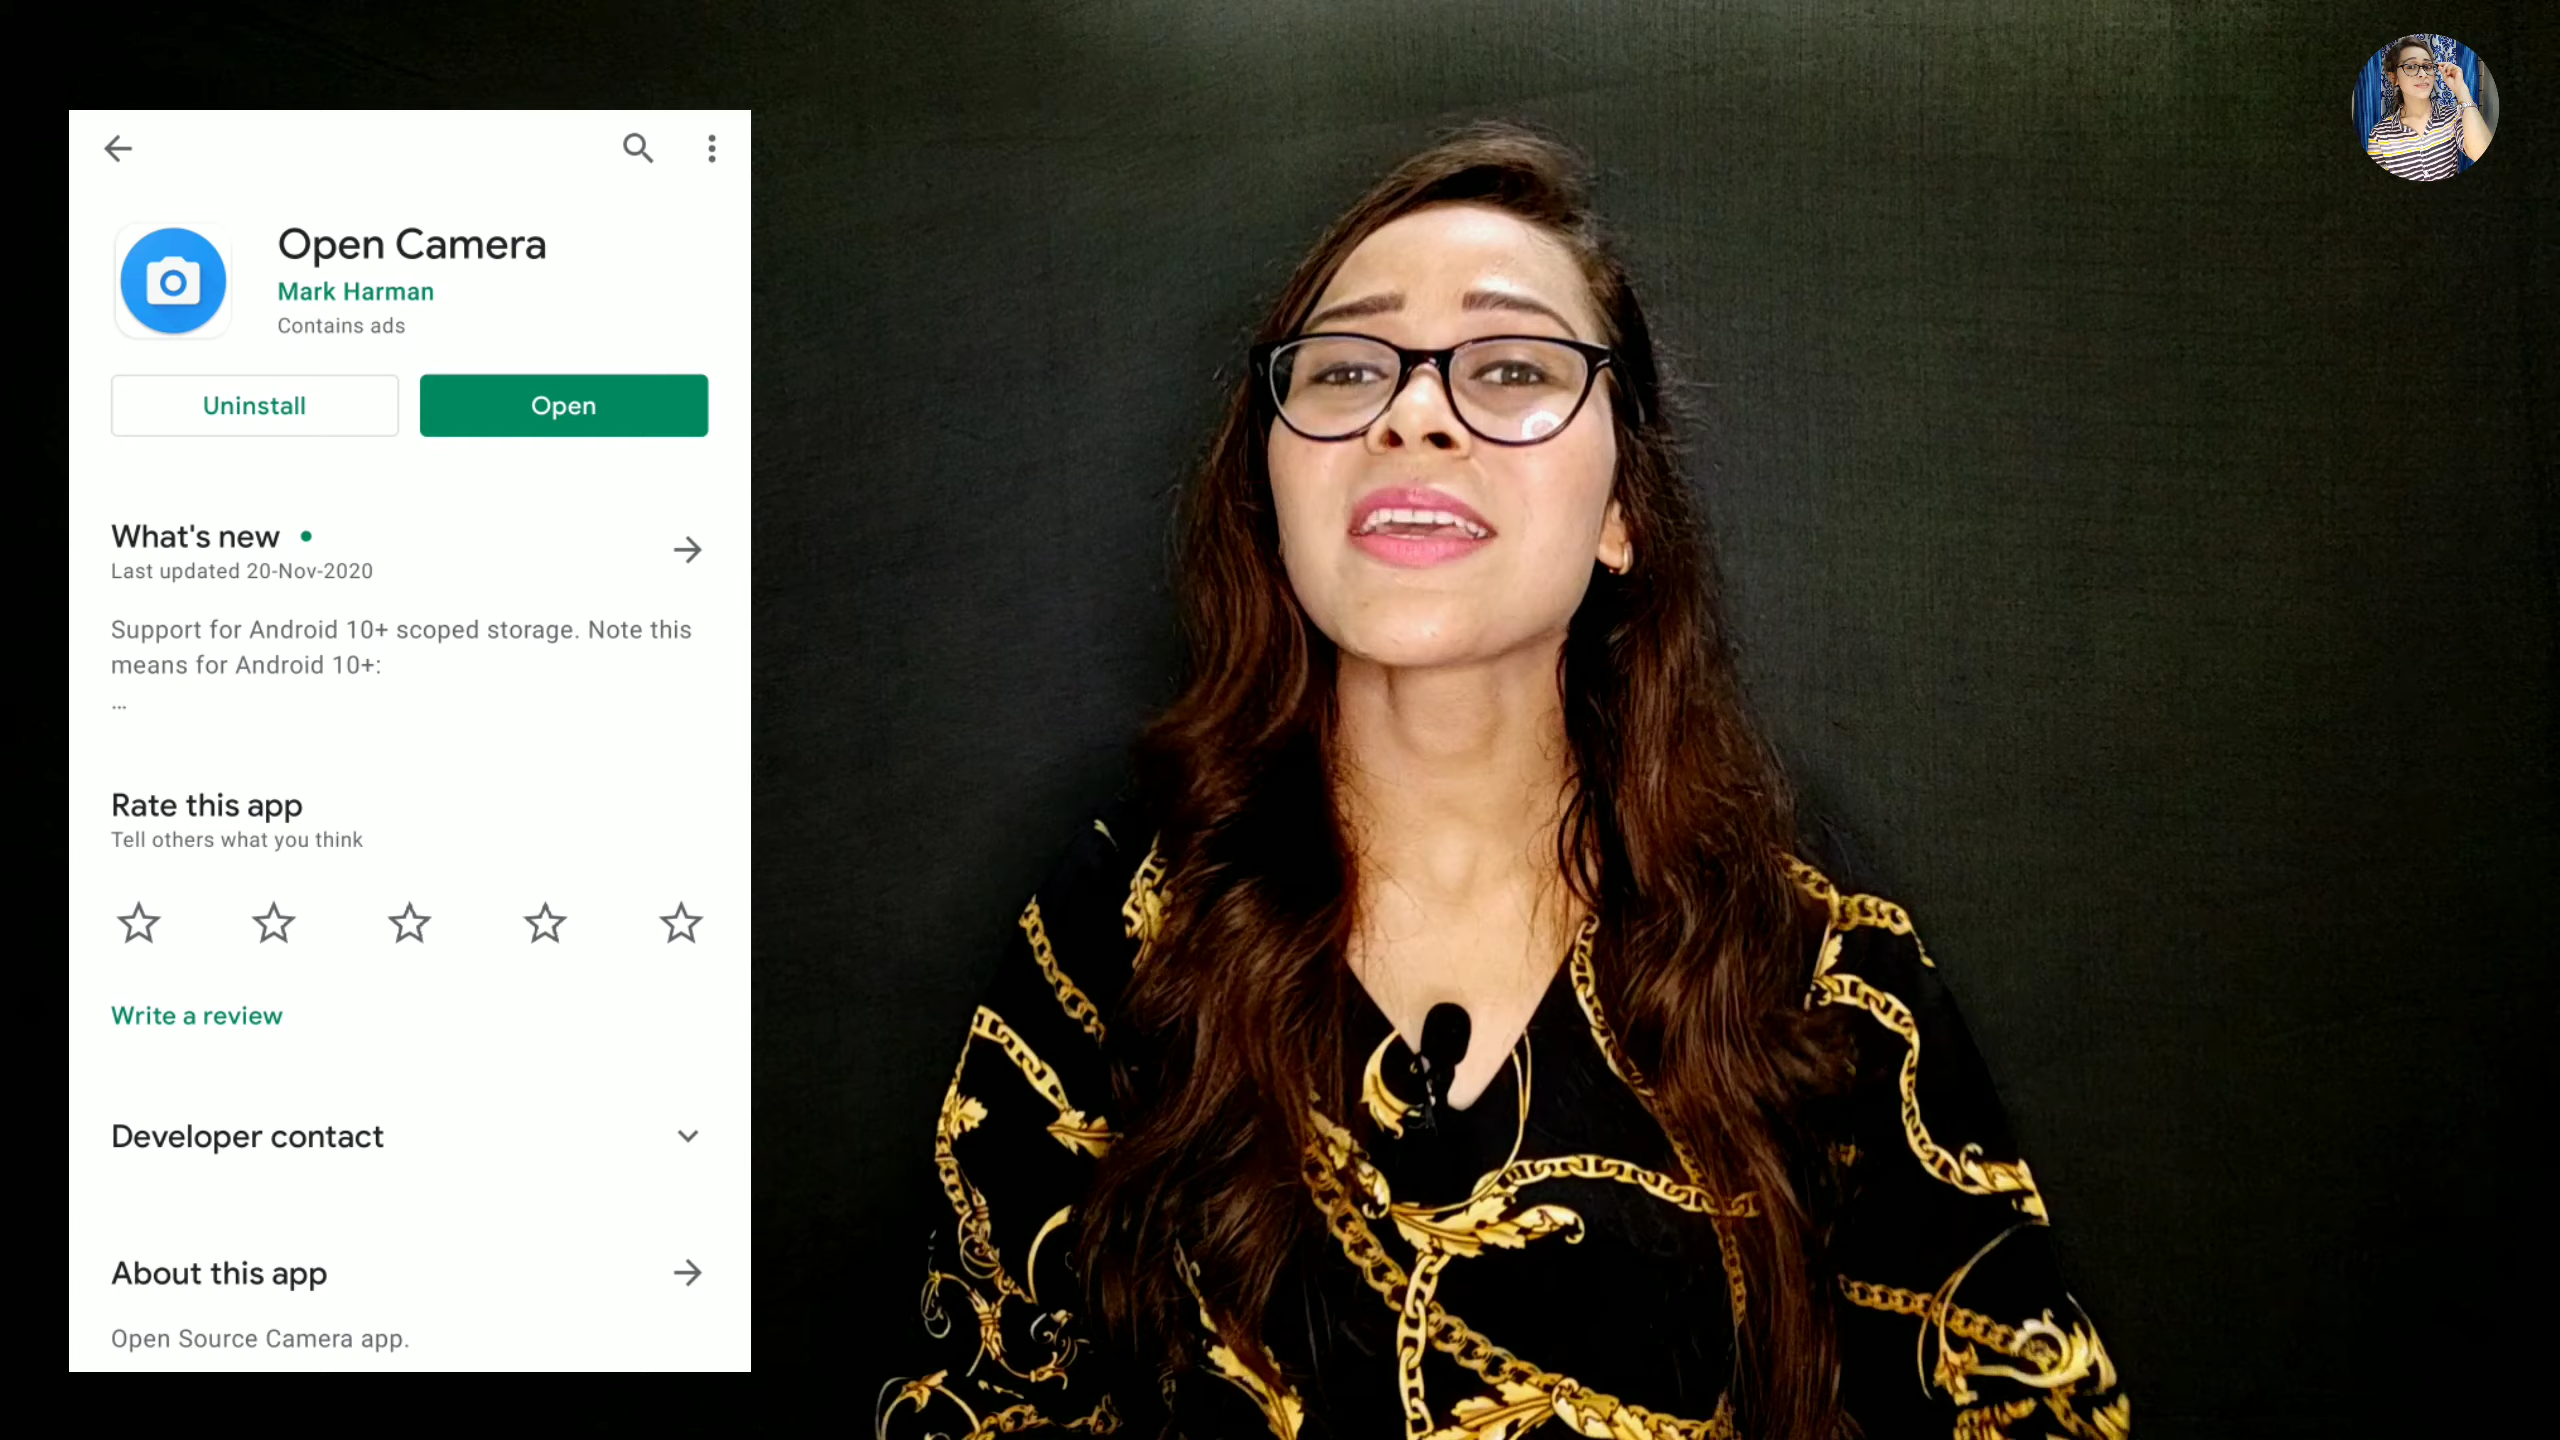 Open Camera
Mark Harman
Contains ads
Uninstall
Open
What's new
Last updated 20-Nov-2020
Support for Android 10+ scoped storage. Note this
means for Android 10+:
...
Rate this app
Tell others what you think
Write a review
Developer contact
About this app
Open Source Camera app.